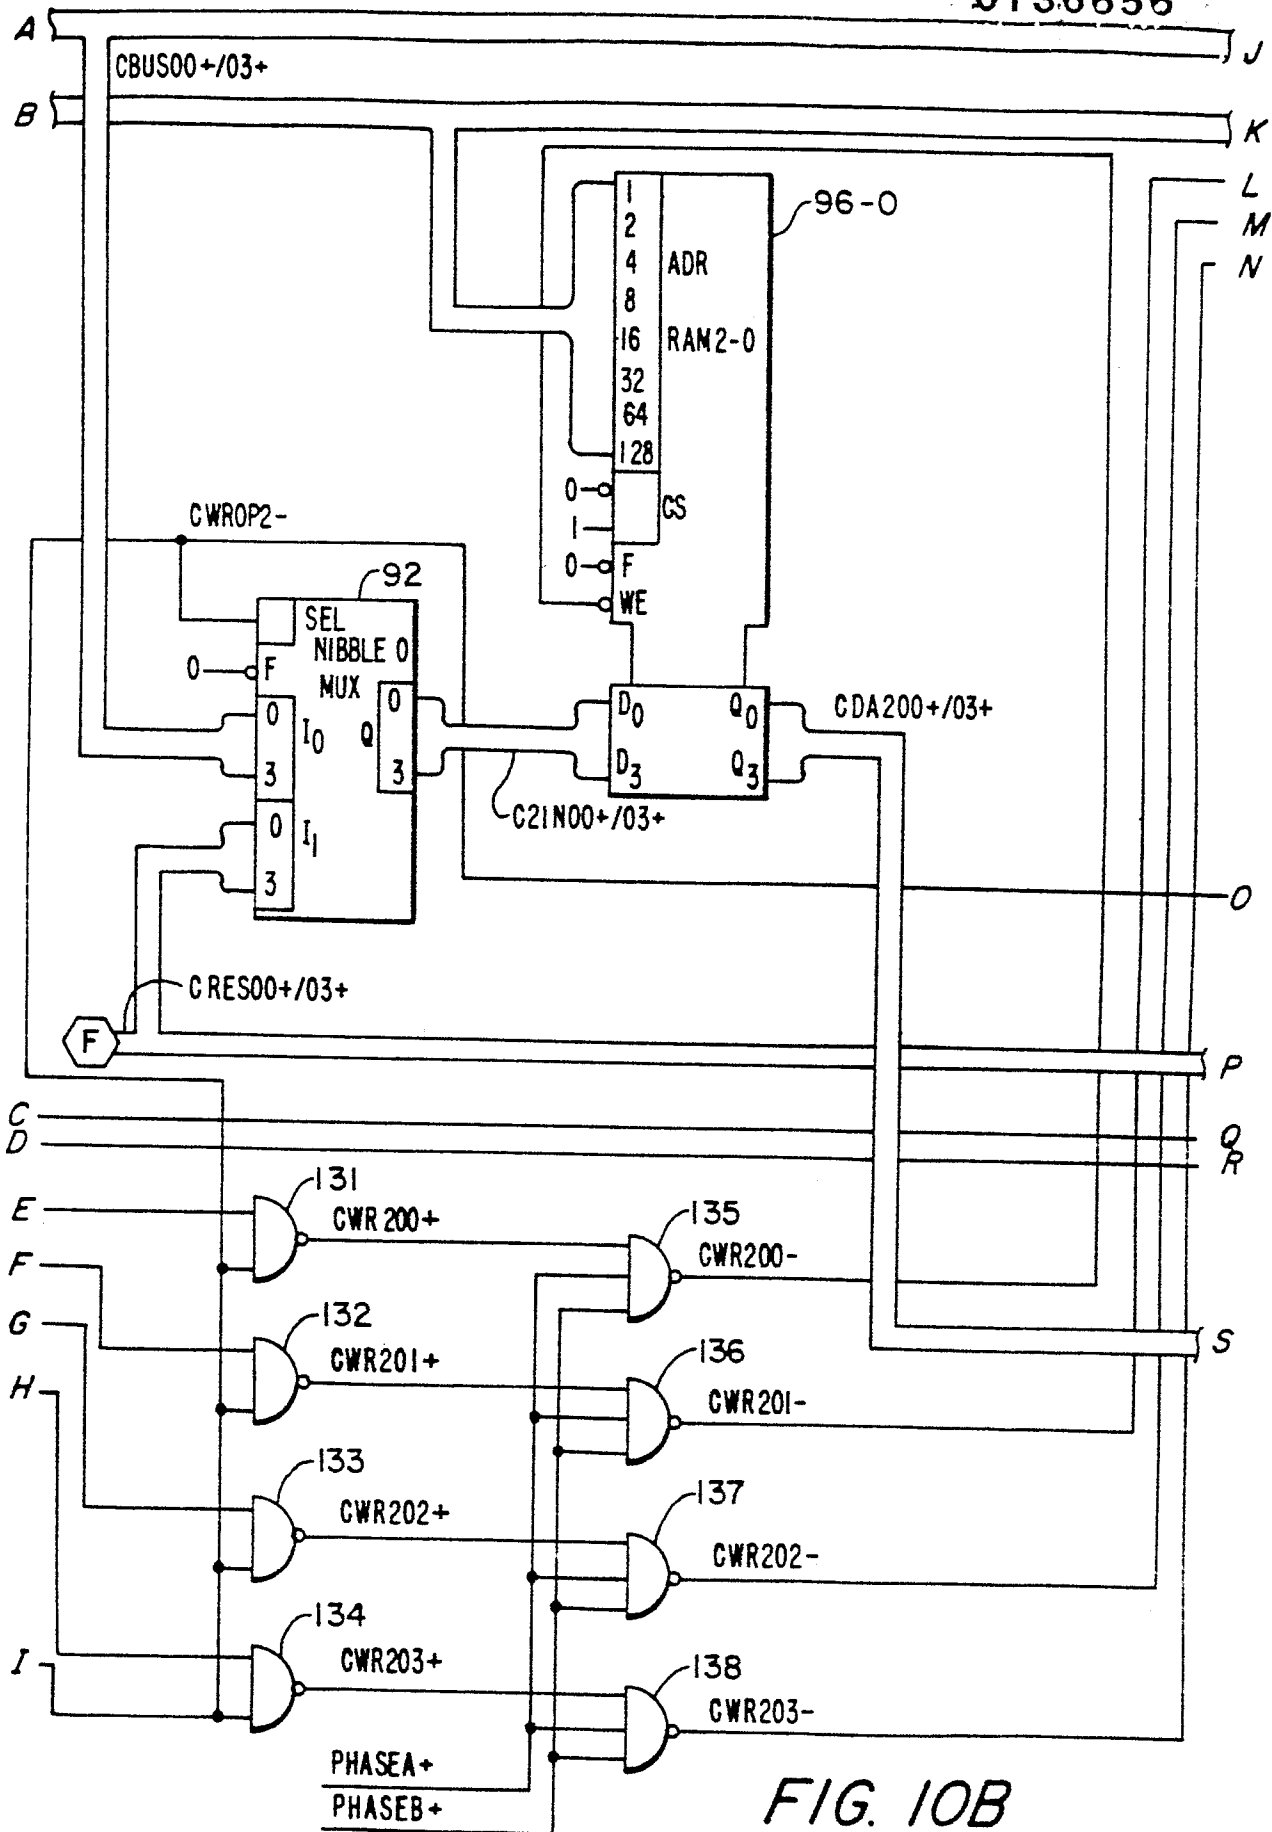 A
J
CBUS00+/03+
B
K
L
M
N
96-0
1
2
4 ADR
8
16 RAM2-0
32
64
128
0 CS
1
0 F
WE
CWR0P2-
92
SEL
NIBBLE 0
0 F
MUX
0 I0 Q 0
3 3
0 I1
3
D0 Q0
D3 Q3
CDA200+/03+
C2IN00+/03+
O
CRES00+/03+
F
P
C
Q
D
R
E
131
CWR200+
135
CWR200-
F
G
132
CWR201+
136
CWR201-
S
H
133
CWR202+
137
CWR202-
134
I
CWR203+
138
CWR203-
PHASEA+
PHASEB+
FIG. 10B